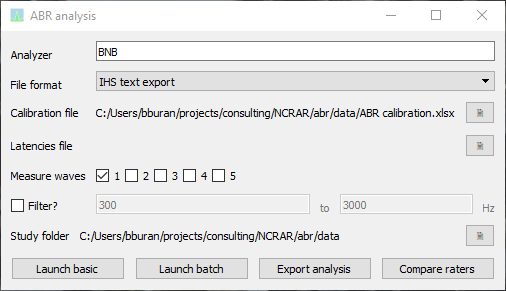 ABR analysis
Analyzer BNB
File format IHS text export
Calibration file C:/Users/bburan/projects/consulting/NCRAR/abr/data/ABR calibration.xlsx
Latencies file
Measure waves 1 2 3 4 5
Filter? 300 to 3000 Hz
Study folder C:/Users/bburan/projects/consulting/NCRAR/abr/data
Launch basic Launch batch Export analysis Compare raters